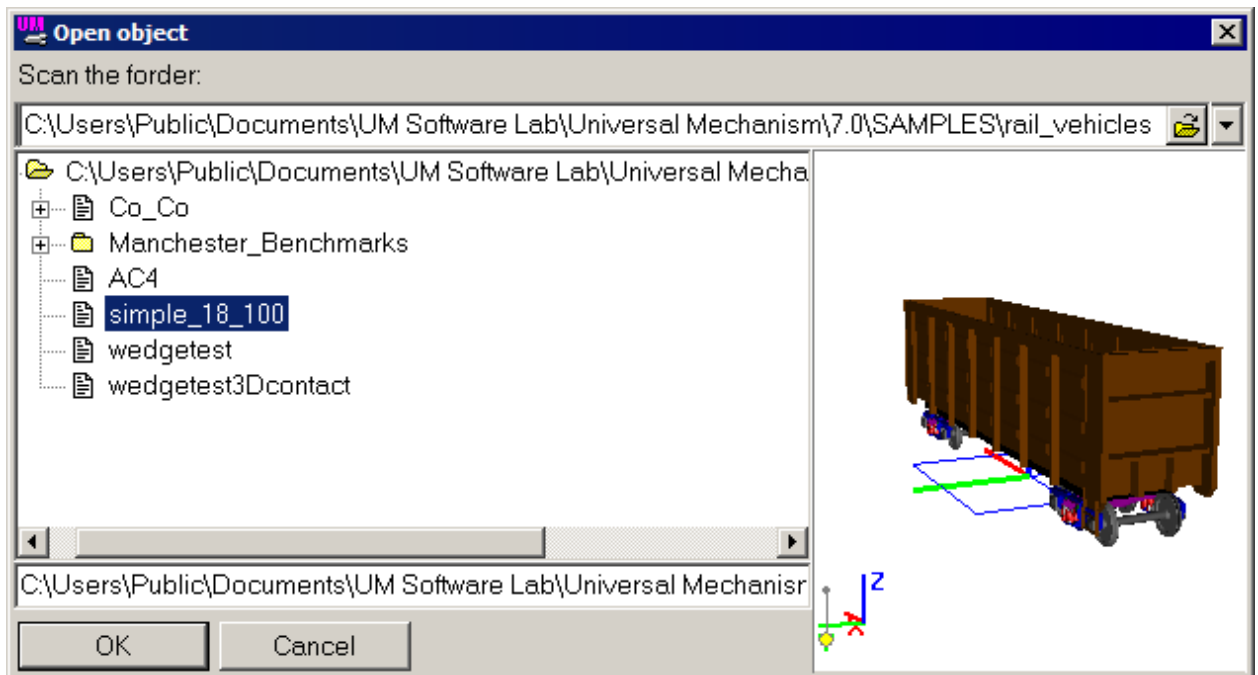 UM Open object
Scan the forder:
C:\Users\Public\Documents\UM Software Lab\Universal Mechanism\7.0\SAMPLES\rail_vehicles
C:\Users\Public\Documents\UM Software Lab\Universal Mecha
Co_Co
Manchester_Benchmarks
AC4
simple_18_100
wedgetest
wedgetest3Dcontact
C:\Users\Public\Documents\UM Software Lab\Universal Mechanisr
Z
X
OK Cancel